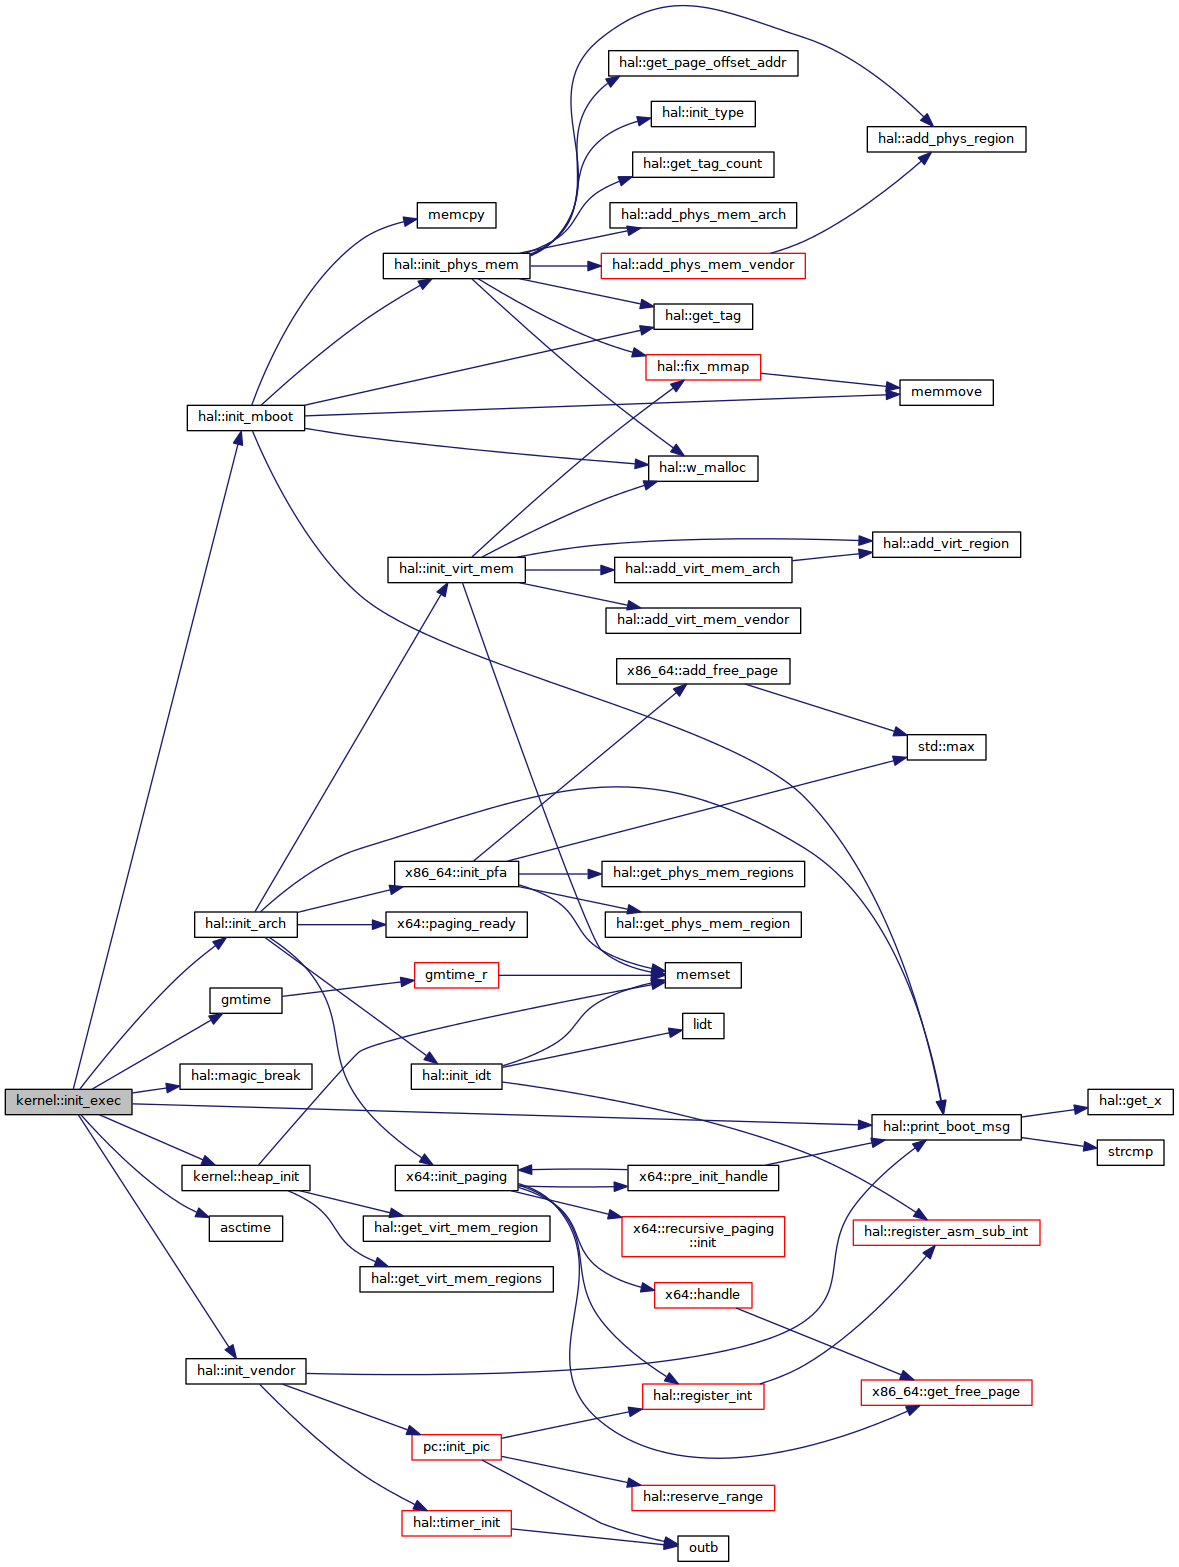 hal::get_page_offset_addr
hal::init_type
hal::add_phys_region
hal::get_tag_count
memcpy
hal::add_phys_mem_arch
hal::init_phys_mem
hal::add_phys_mem_vendor
hal::get_tag
hal::fix_mmap
memmove
hal::init_mboot
hal::w_malloc
hal::add_virt_region
hal::init_virt_mem
hal::add_virt_mem_arch
hal::add_virt_mem_vendor
x86_64::add_free_page
std::max
x86_64::init_pfa
hal::get_phys_mem_regions
hal::init_arch
x64::paging_ready
hal::get_phys_mem_region
gmtime_r
memset
gmtime
lidt
hal::magic_break
hal::init_idt
kernel::init_exec
hal::get_x
hal::print_boot_msg
strcmp
kernel::heap_init
x64::init_paging
x64::pre_init_handle
asctime
hal::get_virt_mem_region
x64::recursive_paging
::init
hal::register_asm_sub_int
hal::get_virt_mem_regions
x64::handle
hal::init_vendor
hal::register_int
x86_64::get_free_page
pc::init_pic
hal::reserve_range
hal::timer_init
outb